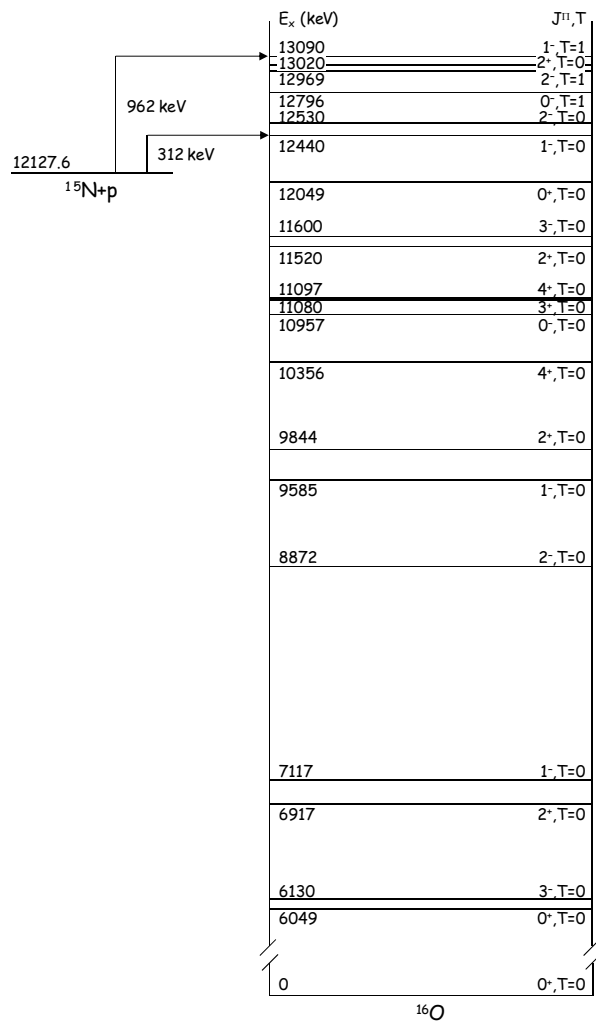 Eₓ (keV) Jᴨ,T
13090 1⁻,T=1
13020 2⁺,T=0
12969 2⁻,T=1
962 keV
12796 0⁻,T=1
12530 2⁻,T=0
12440 1⁻,T=0
312 keV
12127.6
¹⁵N+p
12049 0⁺,T=0
11600 3⁻,T=0
11520 2⁺,T=0
11097 4⁺,T=0
11080 3⁺,T=0
10957 0⁻,T=0
10356 4⁺,T=0
9844 2⁺,T=0
9585 1⁻,T=0
8872 2⁻,T=0
7117 1⁻,T=0
6917 2⁺,T=0
6130 3⁻,T=0
6049 0⁺,T=0
0 0⁺,T=0
¹⁶O